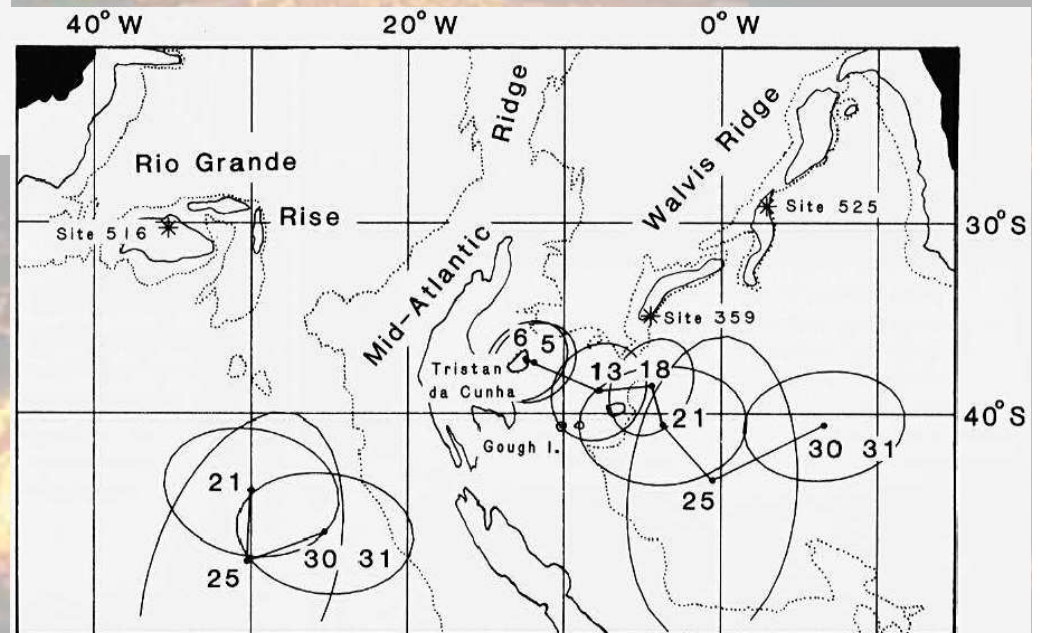 40° W
20° W
0° W
Ridge
Walvis Ridge
Rio Grande
Rise
Site 525
30°S
Site 516
Mid-Atlantic
Site 359
6 5
Tristan
da Cunha
13 18
40°S
21
Gough I.
30 31
25
21
30 31
25